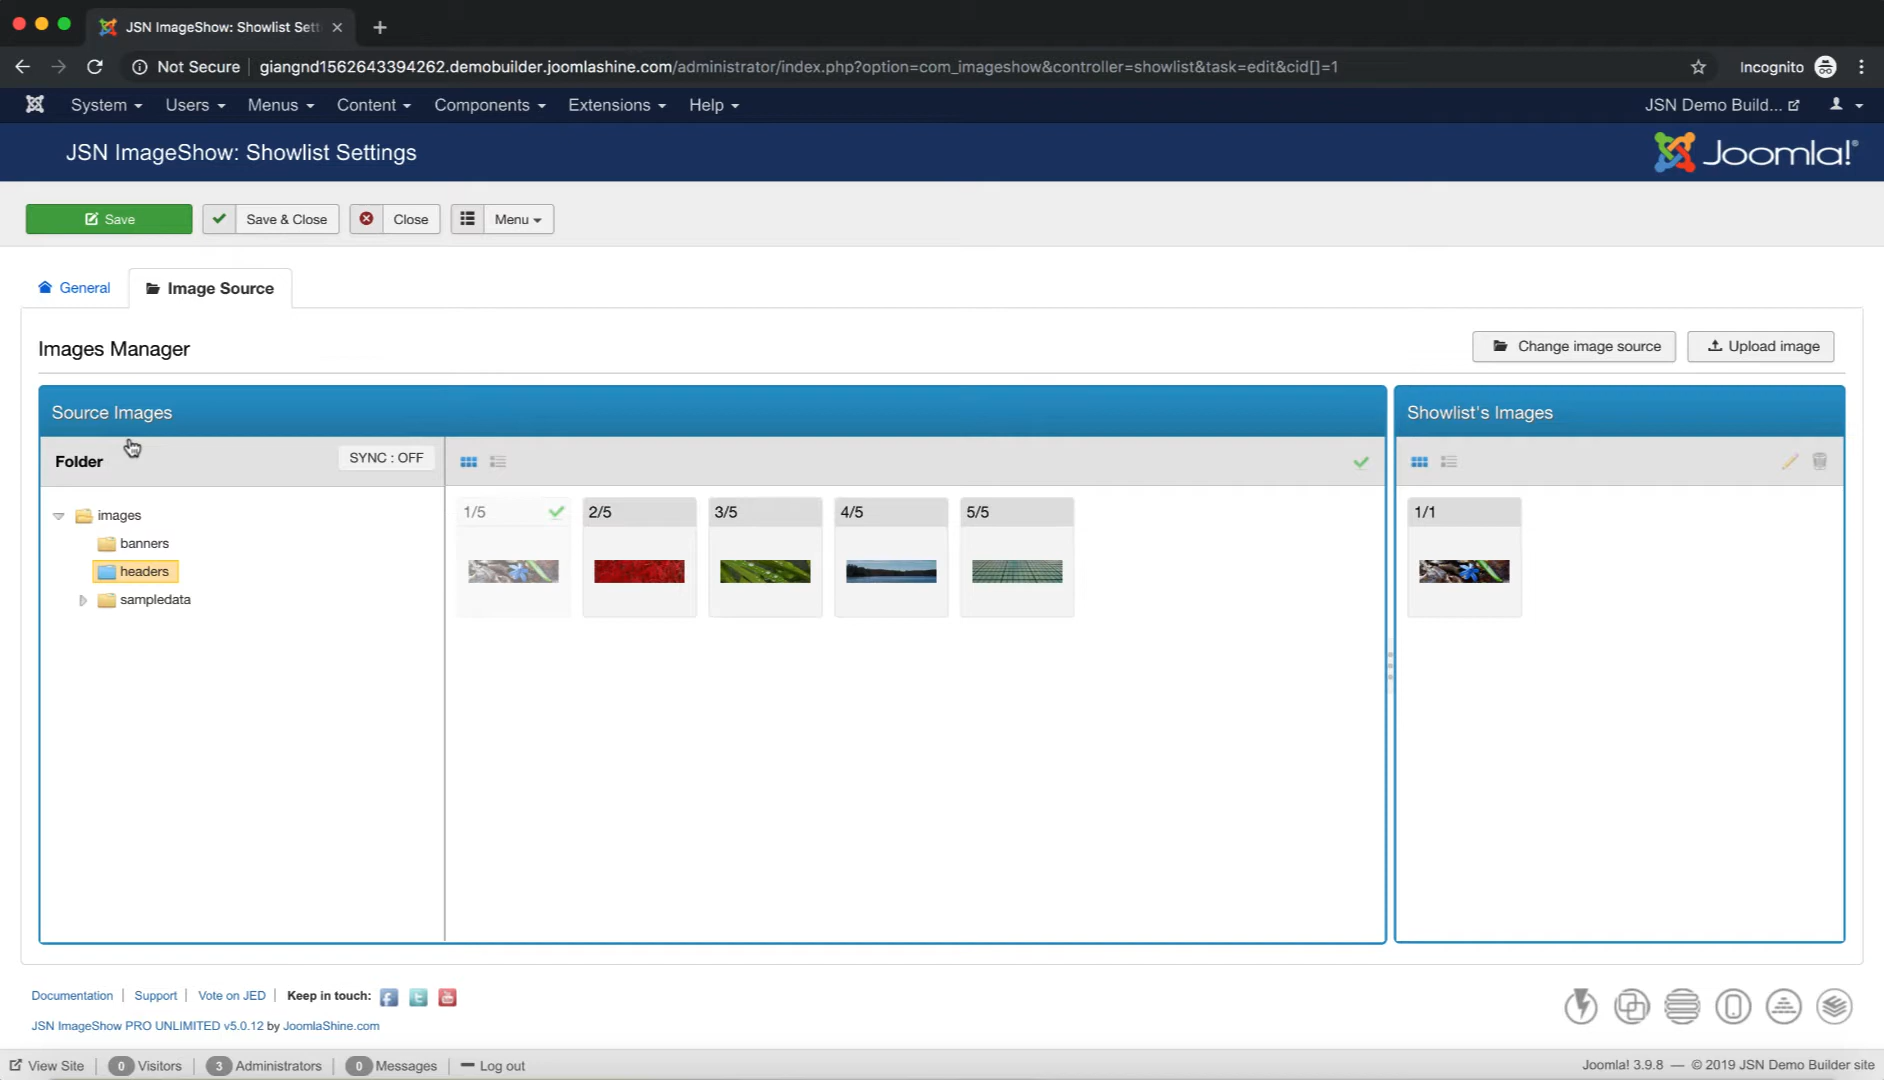 JSN ImageShow: Showlist Sett
Not Secure giangnd1562643394262.demobuilder.joomlashine.com/administrator/index.php?option=com_imageshow&controller=showlist&task=edit&cid[]=1 Incognito
System Users Menus Content Components Extensions Help JSN Demo Build...
JSN ImageShow: Showlist Settings Joomla!®
Save Save & Close Close Menu
General Image Source
Images Manager Change image source Upload image
Source Images Showlist's Images
Folder SYNC : OFF
1/5 2/5 3/5 4/5 5/5 1/1
images
banners
headers
sampledata
Documentation Support Vote on JED Keep in touch:
JSN ImageShow PRO UNLIMITED v5.0.12 by JoomlaShine.com
View Site 0 Visitors 3 Administrators 0 Messages Log out Joomla! 3.9.8 — © 2019 JSN Demo Builder site